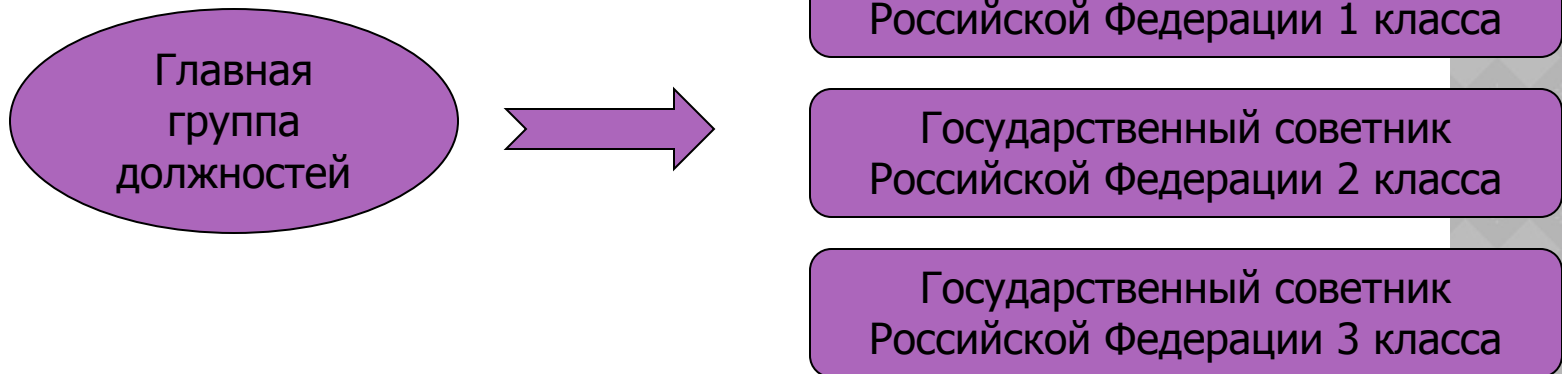 Главная
группа
должностей
Российской Федерации 1 класса
Государственный советник
Российской Федерации 2 класса
Государственный советник
Российской Федерации 3 класса